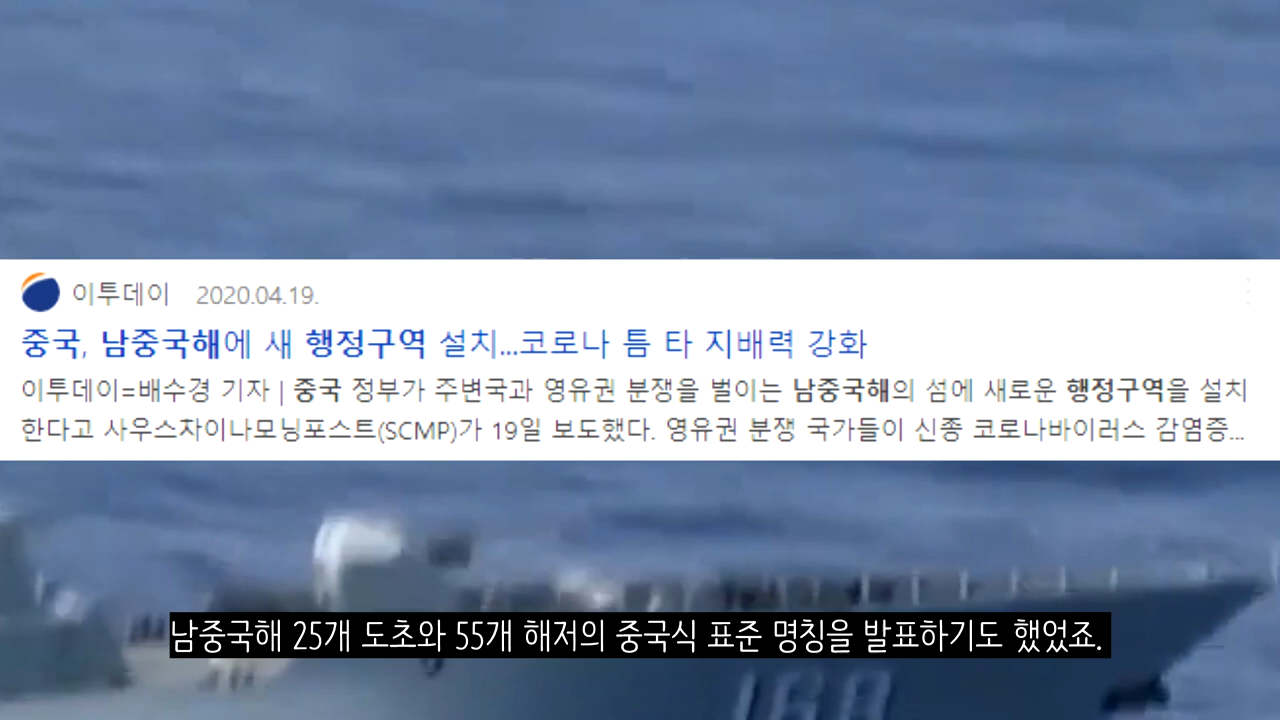 이투데이 2020.04.19.
중국, 남중국해에 새 행정구역 설치...코로나 틈 타 지배력 강화
이투데이=배수경 기자 | 중국 정부가 주변국과 영유권 분쟁을 벌이는 남중국해의 섬에 새로운 행정구역을 설치
한다고 사우스차이나모닝포스트(SCMP)가 19일 보도했다. 영유권 분쟁 국가들이 신종 코로나바이러스 감염증...
남중국해 25개 도초와 55개 해저의 중국식 표준 명칭을 발표하기도 했었죠.
168